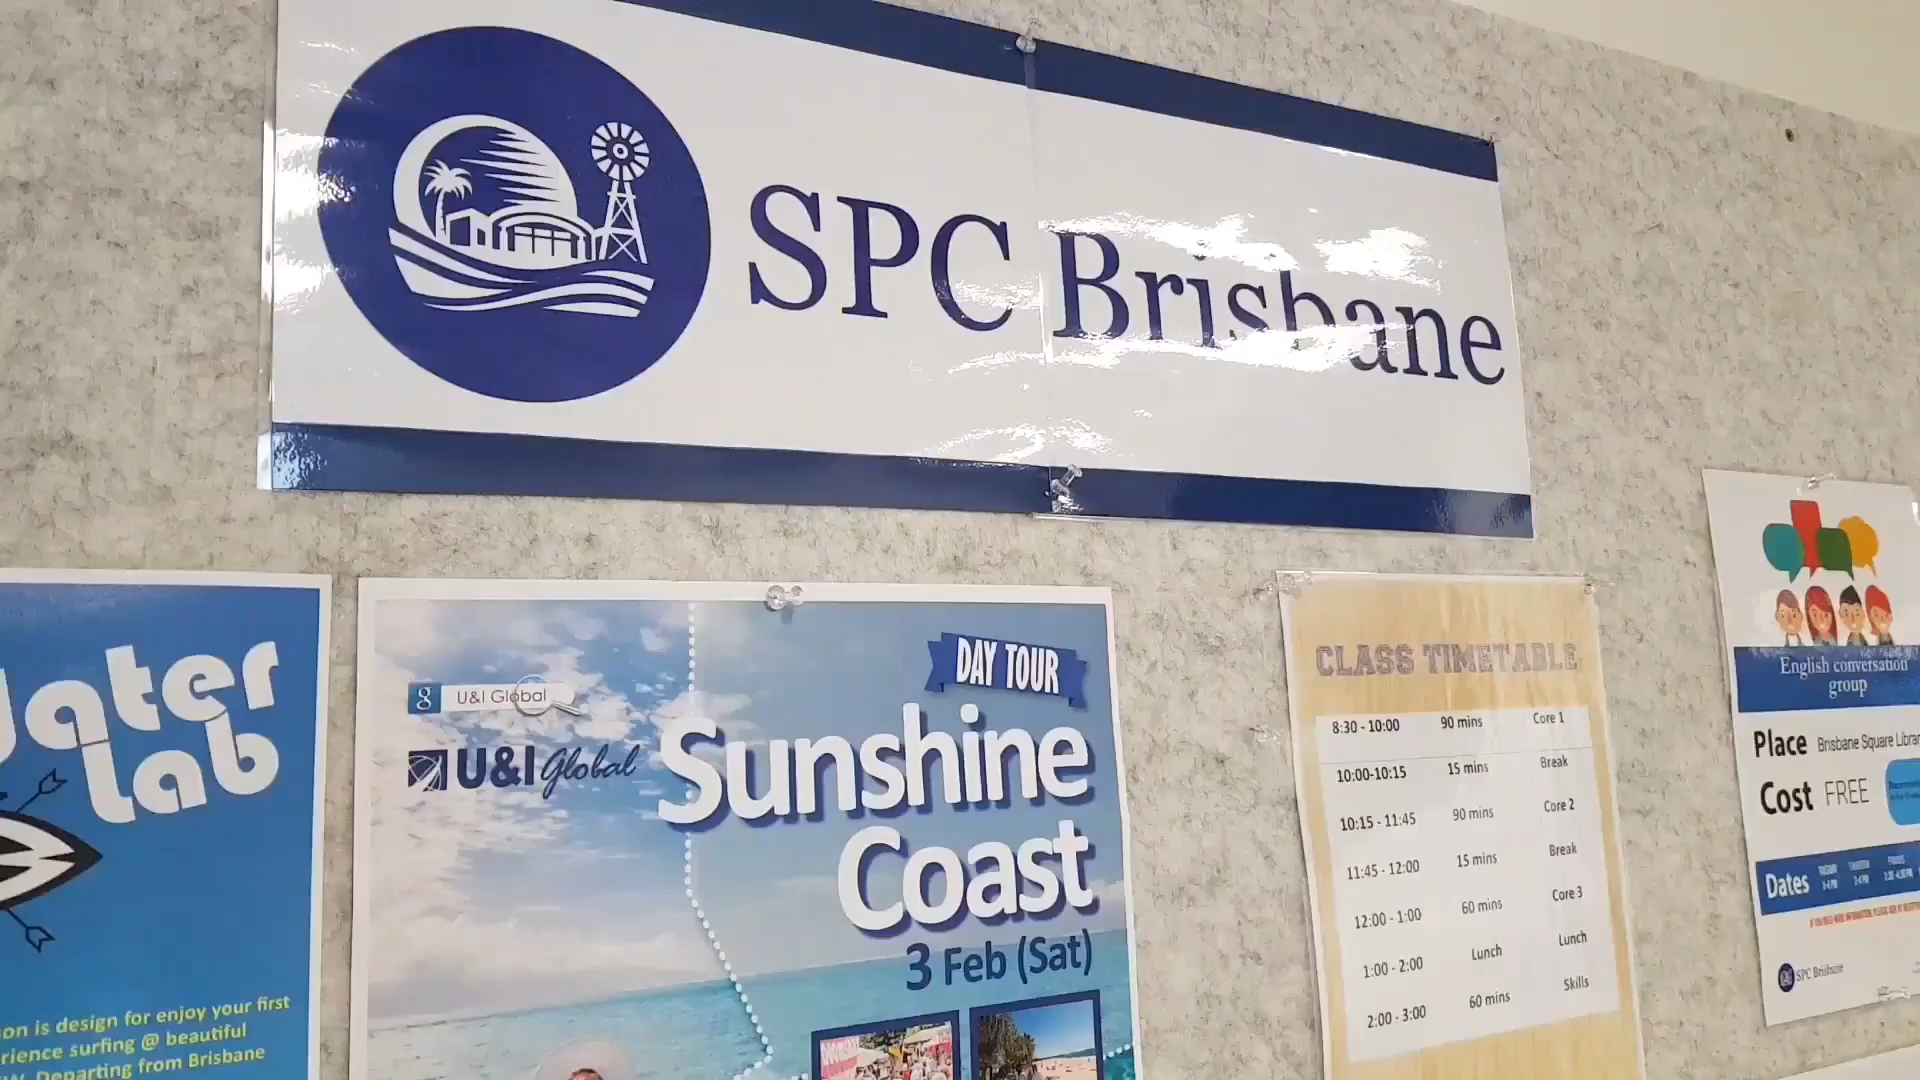 SPC Brisbane
Water
Lab
on is design for enjoy your first
rience surfing @ beautiful
Departing from Brisbane
DAY TOUR
U&I Global
U&I Global
Sunshine
Coast
3 Feb (Sat)
CLASS TIMETABLE
8:30 - 10:00 90 mins Core 1
10:00-10:15 15 mins Break
10:15 - 11:45 90 mins Core 2
11:45 - 12:00 15 mins Break
12:00 - 1:00 60 mins Core 3
1:00 - 2:00 Lunch Lunch
2:00 - 3:00 60 mins Skills
English conversation
group
Place Brisbane Square Librar
Cost FREE
Dates
SPC Brisbane